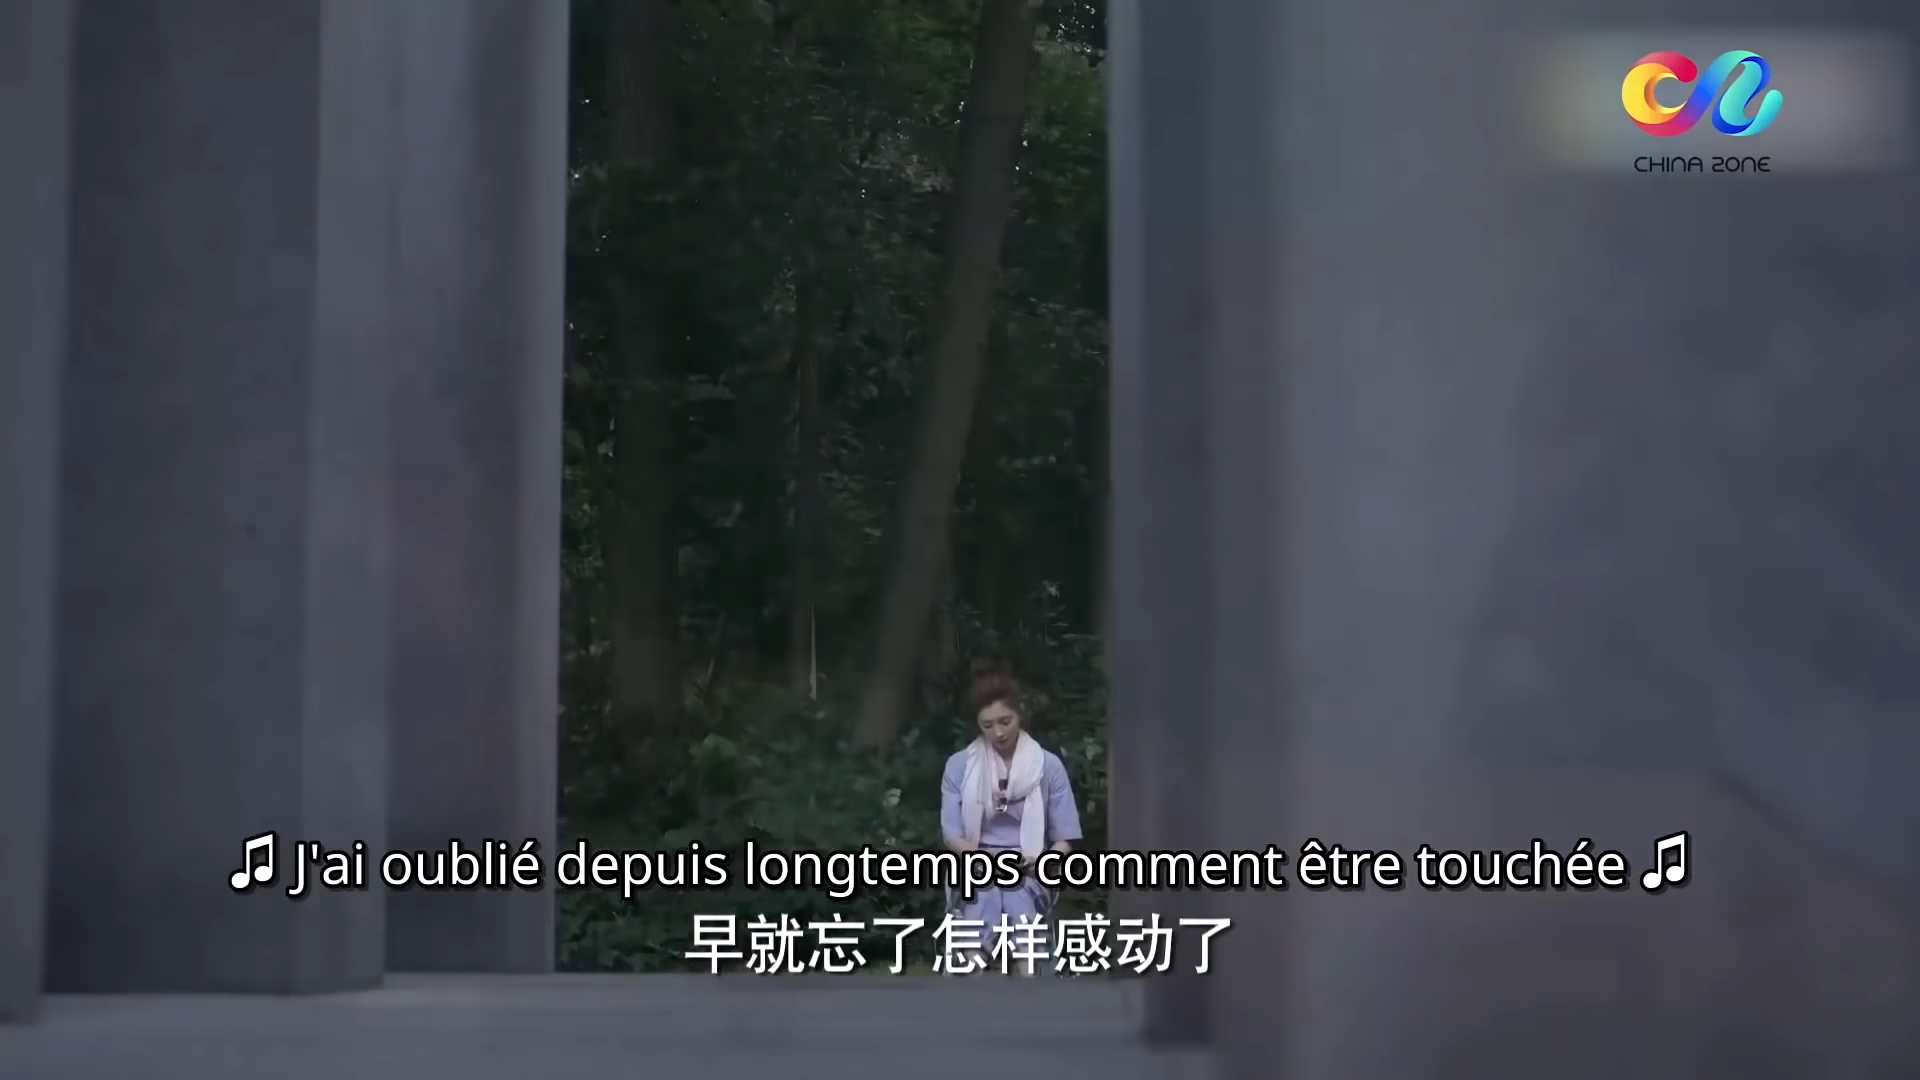 CHINA ZONE
♫ J'ai oublié depuis longtemps comment être touchée ♫
早就忘了怎样感动了